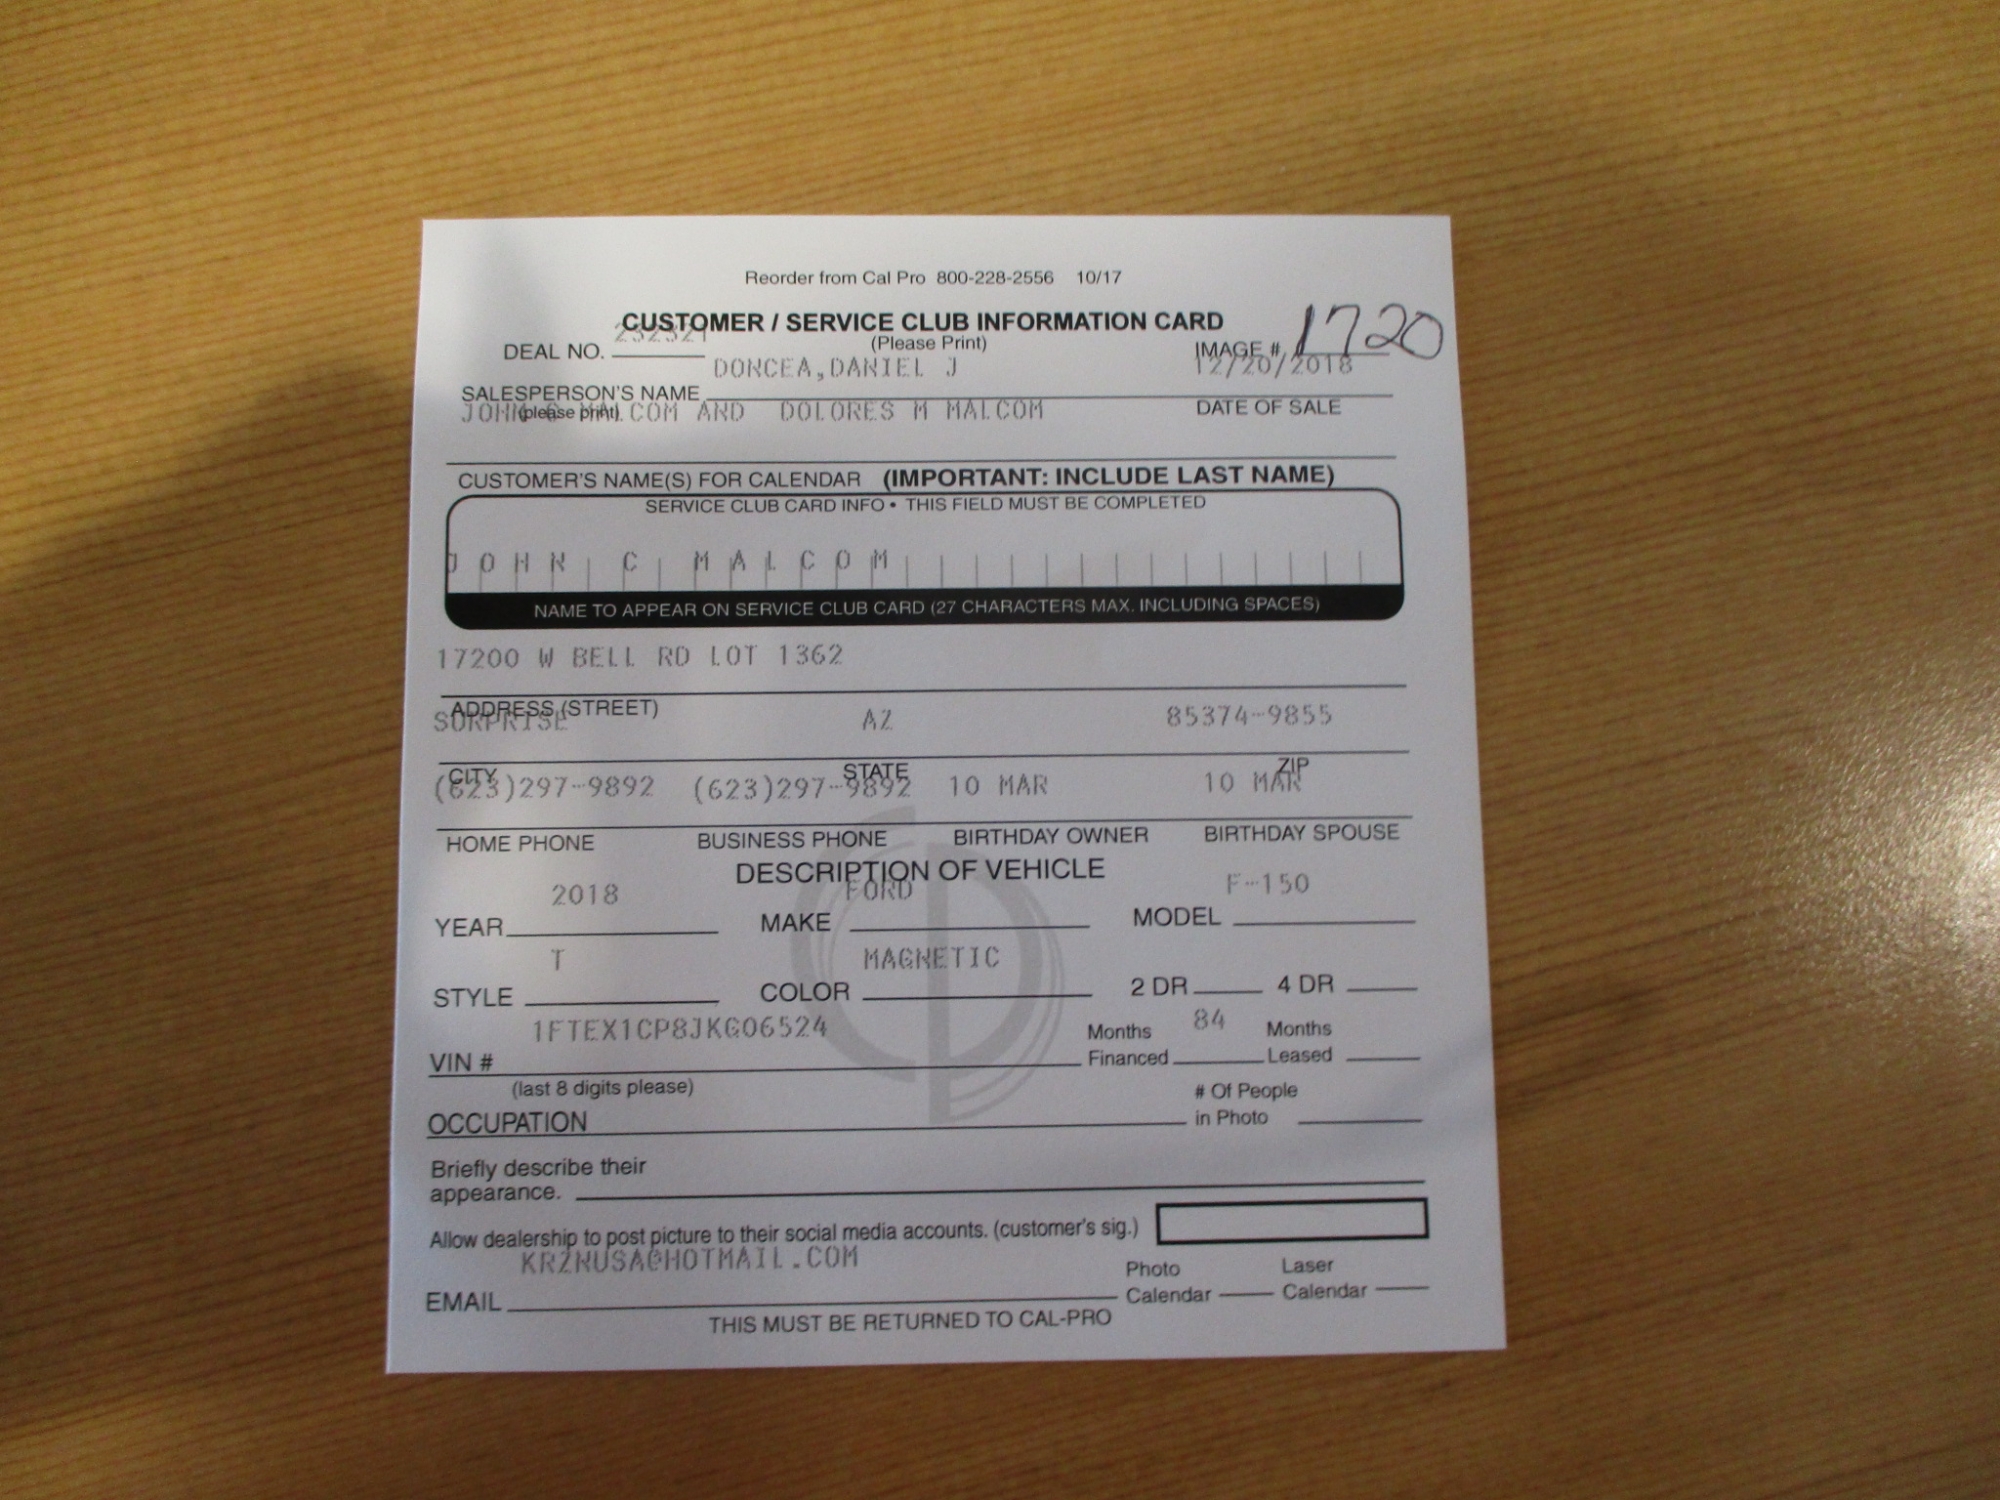 Reorder from Cal Pro 800-228-2556 10/17
CUSTOMER / SERVICE CLUB INFORMATION CARD
232321
(Please Print)
DEAL NO.
IMAGE # 1720
DONCEA,DANIEL J 12/20/2018
SALESPERSON'S NAME
(please print)
DATE OF SALE
JOHN C MALCOM AND DOLORES M MALCOM
CUSTOMER'S NAME(S) FOR CALENDAR (IMPORTANT: INCLUDE LAST NAME)
SERVICE CLUB CARD INFO • THIS FIELD MUST BE COMPLETED
JOHN C MALCOM
NAME TO APPEAR ON SERVICE CLUB CARD (27 CHARACTERS MAX. INCLUDING SPACES)
17200 W BELL RD LOT 1362
ADDRESS (STREET)
SURPRISE AZ 85374-9855
CITY STATE ZIP
(623)297-9892 (623)297-9892 10 MAR 10 MAR
HOME PHONE BUSINESS PHONE BIRTHDAY OWNER BIRTHDAY SPOUSE
DESCRIPTION OF VEHICLE
2018 FORD F-150
YEAR MAKE MODEL
T MAGNETIC
STYLE COLOR 2 DR 4 DR
1FTEX1CP8JKG06524 Months 84 Months
VIN # Financed Leased
(last 8 digits please) # Of People
OCCUPATION in Photo
Briefly describe their
appearance.
Allow dealership to post picture to their social media accounts. (customer's sig.)
KRZNUSA@HOTMAIL.COM Photo Laser
EMAIL Calendar Calendar
THIS MUST BE RETURNED TO CAL-PRO